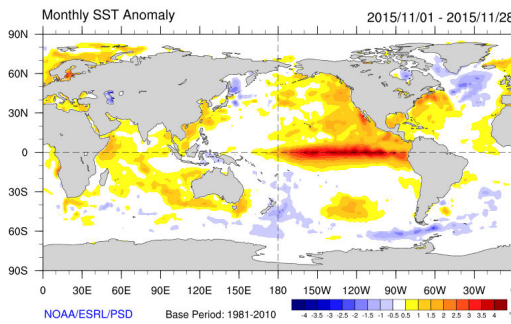 Monthly SST Anomaly 2015/11/01 - 2015/11/28
90N
60N
30N
0
30S
60S
90S
0 30E 60E 90E 120E 150E 180 150W 120W 90W 60W 30W 0
NOAA/ESRL/PSD Base Period: 1981-2010
-5 -4 -3.5 -3 -2.5 -2 -1.5 -1 -0.5 0.5 1 1.5 2 2.5 3 3.5 4